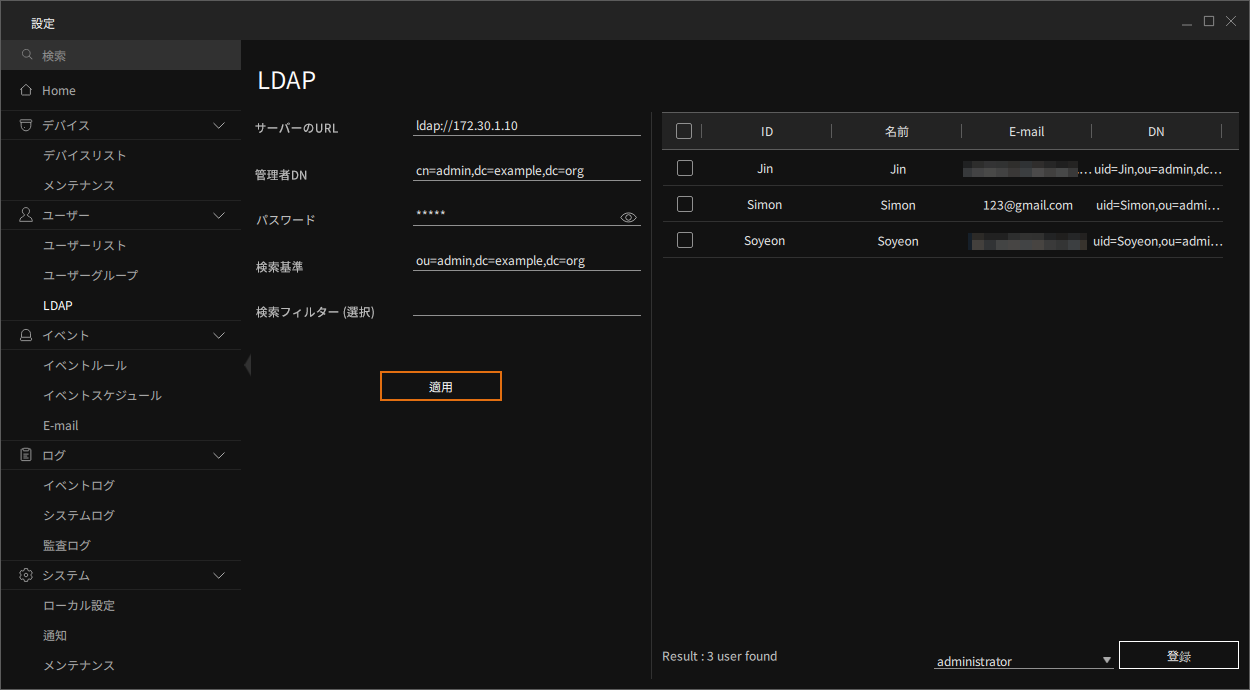 設定
検索
Home
デバイス
デバイスリスト
メンテナンス
ユーザー
ユーザーリスト
ユーザーグループ
LDAP
イベント
イベントルール
イベントスケジュール
E-mail
ログ
イベントログ
システムログ
監査ログ
システム
ローカル設定
通知
メンテナンス
LDAP
サーバーのURL ldap://172.30.1.10
管理者DN cn=admin,dc=example,dc=org
パスワード *****
検索基準 ou=admin,dc=example,dc=org
検索フィルター (選択)
適用
ID 名前 E-mail DN
Jin Jin ... uid=Jin,ou=admin,dc...
Simon Simon 123@gmail.com uid=Simon,ou=admi...
Soyeon Soyeon uid=Soyeon,ou=admi...
Result : 3 user found administrator 登録